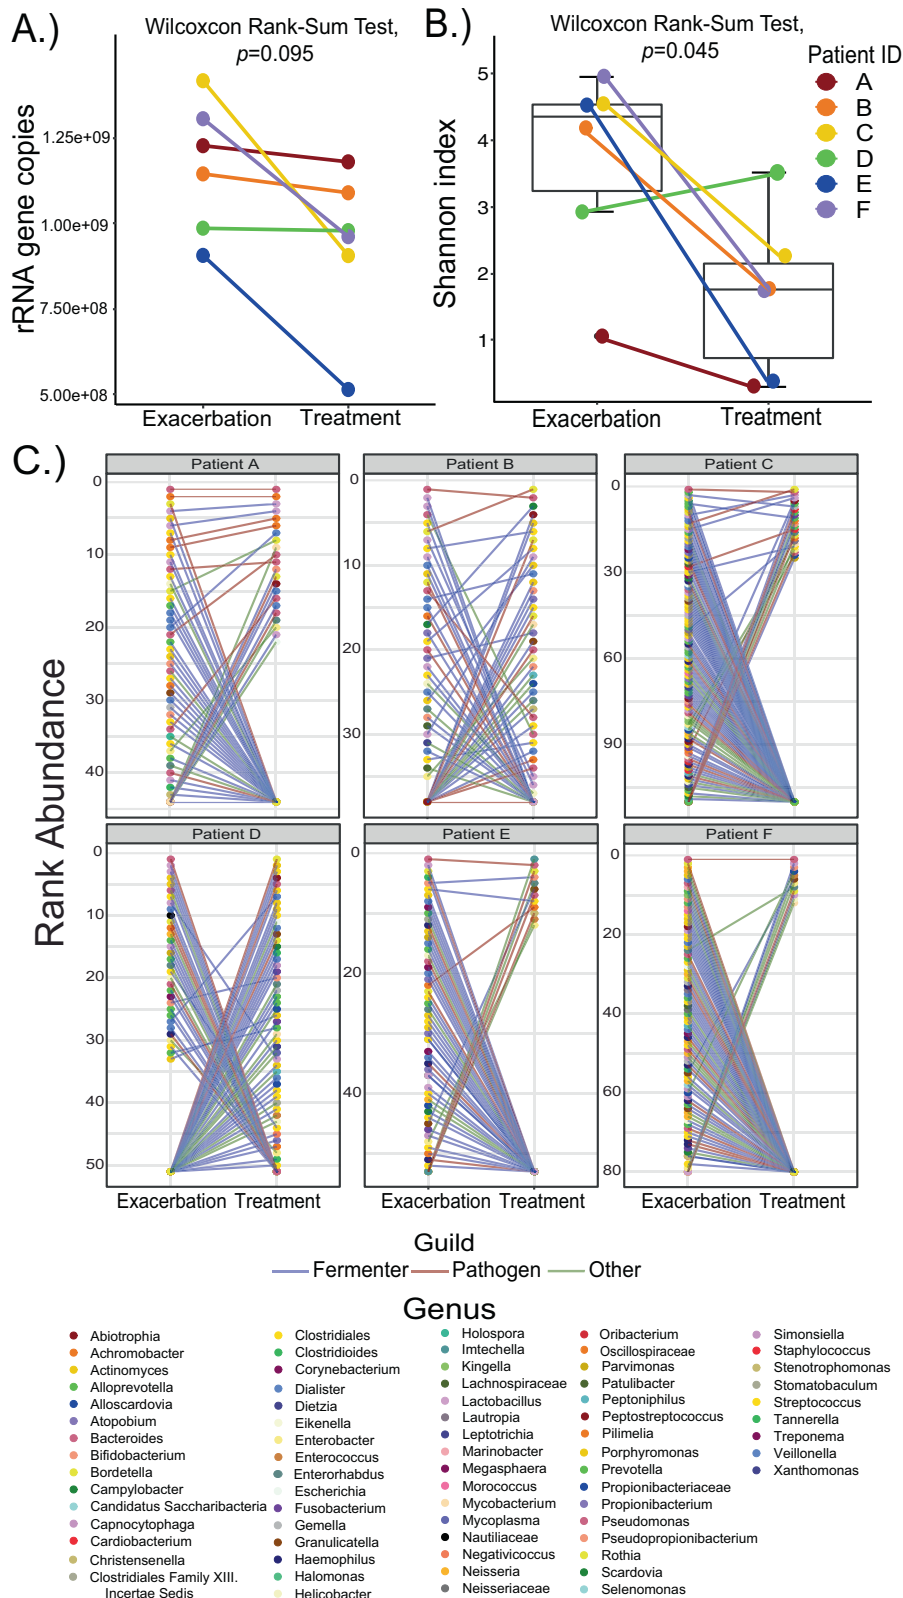 A.)
Wilcoxcon Rank-Sum Test,
p=0.095
rRNA gene copies
1.25e+09
1.00e+09
7.50e+08
5.00e+08
Exacerbation Treatment
B.)
Wilcoxcon Rank-Sum Test,
p=0.045
Shannon index
5
4
3
2
1
Exacerbation Treatment
Patient ID
A
B
C
D
E
F
C.)
Rank Abundance
Patient A
0
10
20
30
40
Patient B
0
10
20
30
Patient C
0
30
60
90
Patient D
0
10
20
30
40
50
Exacerbation Treatment
Patient E
0
20
40
Exacerbation Treatment
Patient F
0
20
40
60
80
Exacerbation Treatment
Guild
Fermenter Pathogen Other
Genus
Abiotrophia
Achromobacter
Actinomyces
Alloprevotella
Alloscardovia
Atopobium
Bacteroides
Bifidobacterium
Bordetella
Campylobacter
Candidatus Saccharibacteria
Capnocytophaga
Cardiobacterium
Christensenella
Clostridiales Family XIII.
Incertae Sedis
Clostridiales
Clostridioides
Corynebacterium
Dialister
Dietzia
Eikenella
Enterobacter
Enterococcus
Enterorhabdus
Escherichia
Fusobacterium
Gemella
Granulicatella
Haemophilus
Halomonas
Helicobacter
Holospora
Imtechella
Kingella
Lachnospiraceae
Lactobacillus
Lautropia
Leptotrichia
Marinobacter
Megasphaera
Morococcus
Mycobacterium
Mycoplasma
Nautiliaceae
Negativicoccus
Neisseria
Neisseriaceae
Oribacterium
Oscillospiraceae
Parvimonas
Patulibacter
Peptoniphilus
Peptostreptococcus
Pilimelia
Porphyromonas
Prevotella
Propionibacteriaceae
Propionibacterium
Pseudomonas
Pseudopropionibacterium
Rothia
Scardovia
Selenomonas
Simonsiella
Staphylococcus
Stenotrophomonas
Stomatobaculum
Streptococcus
Tannerella
Treponema
Veillonella
Xanthomonas